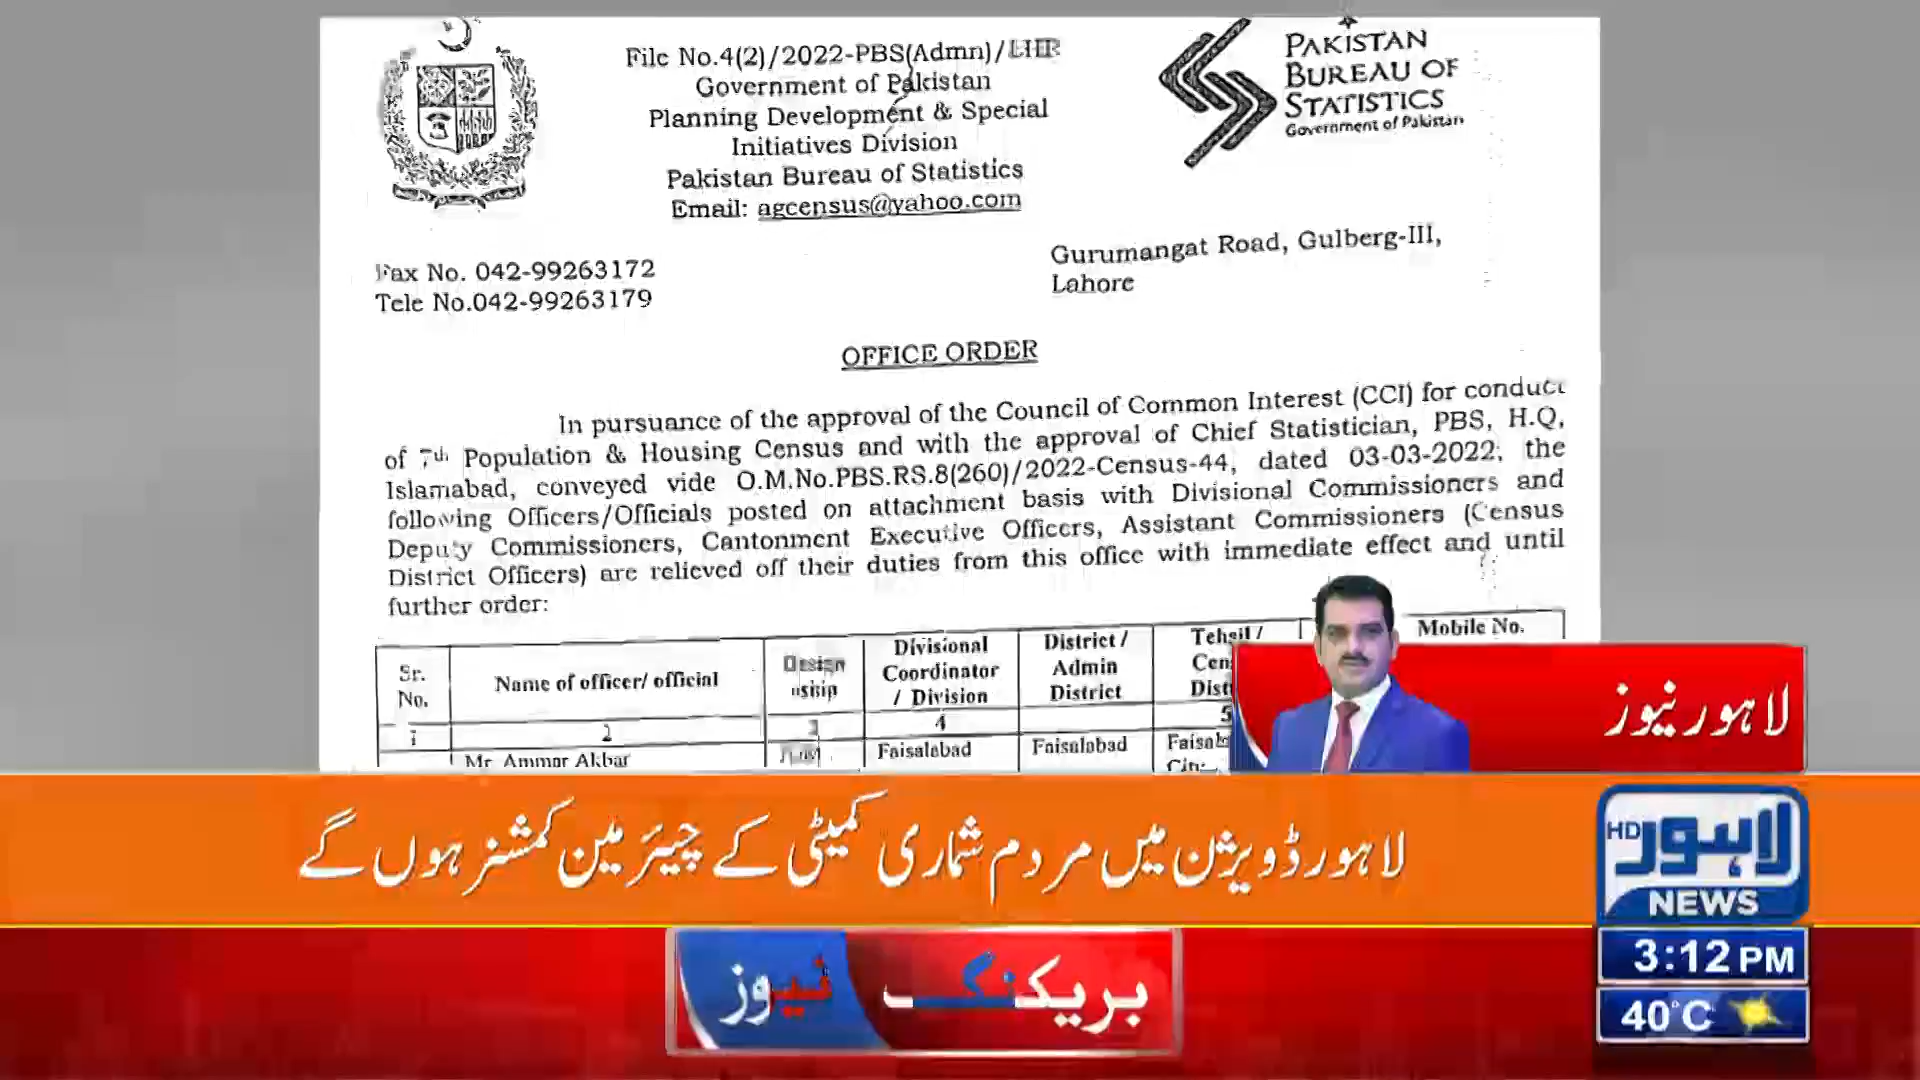 File No.4(2)/2022-PBS(Admn)/LHR
Government of Pakistan
Planning Development & Special
Initiatives Division
Pakistan Bureau of Statistics
Email: agcensus@yahoo.com
PAKISTAN
BUREAU OF
STATISTICS
Government of Pakistan
Fax No. 042-99263172
Tele No.042-99263179
Gurumangat Road, Gulberg-III,
Lahore
OFFICE ORDER
In pursuance of the approval of the Council of Common Interest (CCI) for conduct
of 7th Population & Housing Census and with the approval of Chief Statistician, PBS, H.Q,
Islamabad, conveyed vide O.M.No.PBS.RS.8(260)/2022-Census-44, dated 03-03-2022, the
following Officers/Officials posted on attachment basis with Divisional Commissioners and
Deputy Commissioners, Cantonment Executive Officers, Assistant Commissioners (Census
District Officers) are relieved off their duties from this office with immediate effect and until
further order:
Sr. No.
Name of officer/ official
Divisional Coordinator / Division
District / Admin District
Tehsil /
Mobile No.
1 2 3 4 5
Mr. Ammar Akbar
Faisalabad
Faisalabad
لاہور نیوز
لاہور ڈویژن میں مردم شماری کمیٹی کے چیئرمین کمشنر ہوں گے
لاہور HD
NEWS
بریکنگ نیوز
3:12 PM
40°C